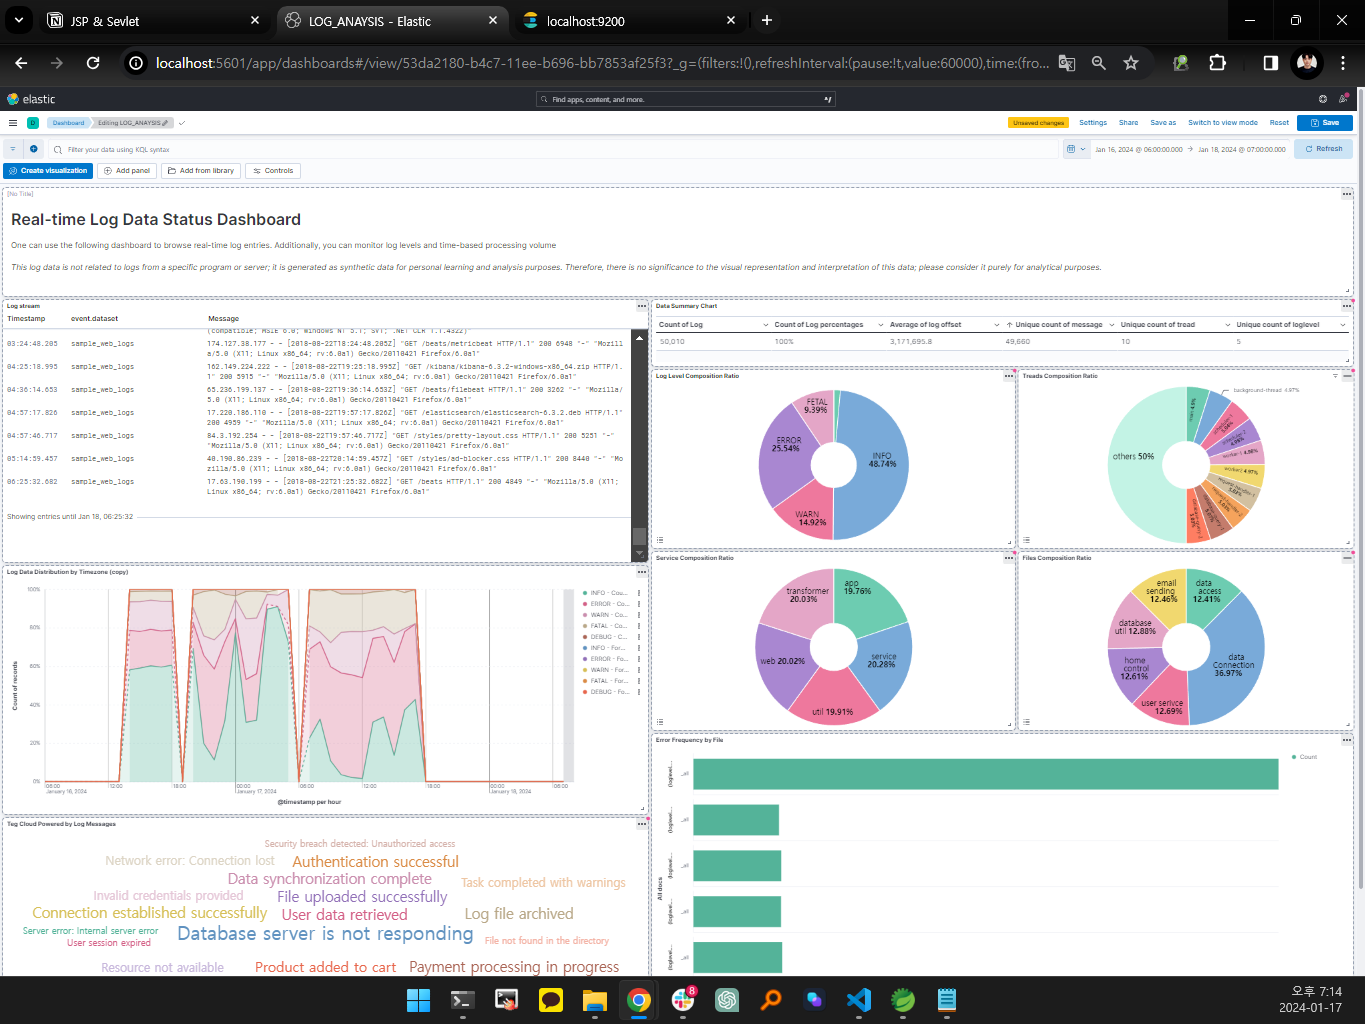 JSP & Sevlet
LOG_ANAYSIS - Elastic
localhost:9200
localhost:5601/app/dashboards#/view/53da2180-b4c7-11ee-b696-bb7853af25f3?_g=(filters:!(),refreshInterval:(pause:!t,value:60000),time:(fro...
elastic
Find apps, content, and more.
Dashboard
Editing LOG_ANAYSIS
Unsaved changes
Settings
Share
Save as
Switch to view mode
Reset
Save
Filter your data using KQL syntax
Jan 16, 2024 @ 06:00:00.000 → Jan 18, 2024 @ 07:00:00.000
Refresh
Create visualization
Add panel
Add from library
Controls
[No Title]
Real-time Log Data Status Dashboard
One can use the following dashboard to browse real-time log entries. Additionally, you can monitor log levels and time-based processing volume
This log data is not related to logs from a specific program or server; it is generated as synthetic data for personal learning and analysis purposes. Therefore, there is no significance to the visual representation and interpretation of this data; please consider it purely for analytical purposes.
Log stream
Timestamp event.dataset Message
(compatible; MSIE 6.0; Windows NT 5.1; SV1; .NET CLR 1.1.4322)"
03:24:48.205 sample_web_logs 174.127.38.177 - - [2018-08-22T18:24:48.205Z] "GET /beats/metricbeat HTTP/1.1" 200 6948 "-" "Mozill
a/5.0 (X11; Linux x86_64; rv:6.0a1) Gecko/20110421 Firefox/6.0a1"
04:25:18.995 sample_web_logs 162.149.224.222 - - [2018-08-22T19:25:18.995Z] "GET /kibana/kibana-6.3.2-windows-x86_64.zip HTTP/1.
1" 200 5915 "-" "Mozilla/5.0 (X11; Linux x86_64; rv:6.0a1) Gecko/20110421 Firefox/6.0a1"
04:36:14.653 sample_web_logs 65.236.199.137 - - [2018-08-22T19:36:14.653Z] "GET /beats/filebeat HTTP/1.1" 200 3262 "-" "Mozilla/
5.0 (X11; Linux x86_64; rv:6.0a1) Gecko/20110421 Firefox/6.0a1"
04:57:17.826 sample_web_logs 17.220.186.110 - - [2018-08-22T19:57:17.826Z] "GET /elasticsearch/elasticsearch-6.3.2.deb HTTP/1.1"
200 4959 "-" "Mozilla/5.0 (X11; Linux x86_64; rv:6.0a1) Gecko/20110421 Firefox/6.0a1"
04:57:46.717 sample_web_logs 84.3.192.254 - - [2018-08-22T19:57:46.717Z] "GET /styles/pretty-layout.css HTTP/1.1" 200 5251 "-"
"Mozilla/5.0 (X11; Linux x86_64; rv:6.0a1) Gecko/20110421 Firefox/6.0a1"
05:14:59.457 sample_web_logs 40.190.86.239 - - [2018-08-22T20:14:59.457Z] "GET /styles/ad-blocker.css HTTP/1.1" 200 8440 "-" "Mo
zilla/5.0 (X11; Linux x86_64; rv:6.0a1) Gecko/20110421 Firefox/6.0a1"
06:25:32.682 sample_web_logs 17.63.190.199 - - [2018-08-22T21:25:32.682Z] "GET /beats HTTP/1.1" 200 4849 "-" "Mozilla/5.0 (X11;
Linux x86_64; rv:6.0a1) Gecko/20110421 Firefox/6.0a1"
Showing entries until Jan 18, 06:25:32
Data Summary Chart
Count of Log Count of Log percentages Average of log offset Unique count of message Unique count of tread Unique count of loglevel
50,010 100% 3,171,695.8 49,660 10 5
Log Level Composition Ratio
FETAL
9.39%
ERROR
25.54%
INFO
48.74%
WARN
14.92%
Treads Composition Ratio
background-thread 4.97%
others 50%
Service Composition Ratio
app
19.76%
transformer
20.03%
web 20.02%
service
20.28%
util 19.91%
Files Composition Ratio
email
sending
12.46%
data
access
12.41%
database
util 12.88%
data
Connection
36.97%
home
control
12.61%
user serivce
12.69%
Log Data Distribution by Timezone (copy)
Count of records
100%
80%
60%
40%
20%
0%
06:00 12:00 18:00 00:00 06:00 12:00 18:00 00:00 06:00
January 16, 2024 January 17, 2024 January 18, 2024
@timestamp per hour
INFO - Cou...
ERROR - Co...
WARN - Co...
FATAL - Co...
DEBUG - C...
INFO - For...
ERROR - Fo...
WARN - For...
FATAL - For...
DEBUG - Fo...
Error Frequency by File
All docs
(loglevel...
(loglevel...
(loglevel...
(loglevel...
(loglevel...
_all
_all
_all
_all
_all
Count
Tag Cloud Powered by Log Messages
Security breach detected: Unauthorized access
Network error: Connection lost
Authentication successful
Data synchronization complete
Task completed with warnings
Invalid credentials provided
File uploaded successfully
Connection established successfully
User data retrieved
Log file archived
Server error: Internal server error
Database server is not responding
User session expired
File not found in the directory
Resource not available
Product added to cart
Payment processing in progress
8
오후 7:14
2024-01-17